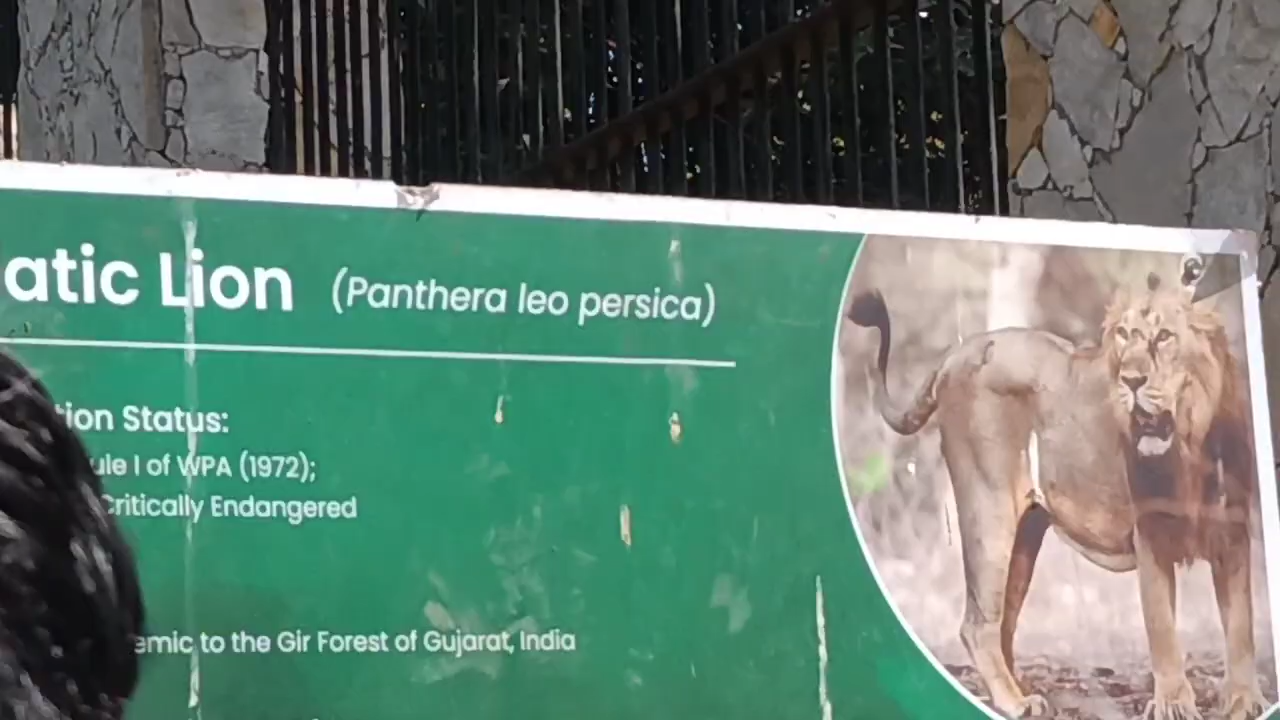 atic Lion (Panthera leo persica)
tion Status:
ule I of WPA (1972);
Critically Endangered
emic to the Gir Forest of Gujarat, India